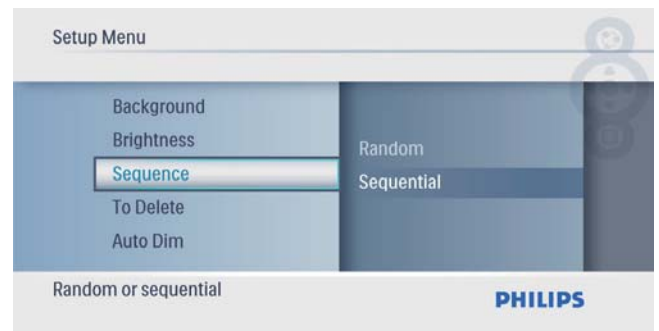 Setup Menu
Background
Brightness
Sequence
To Delete
Auto Dim
Random
Sequential
Random or sequential
PHILIPS